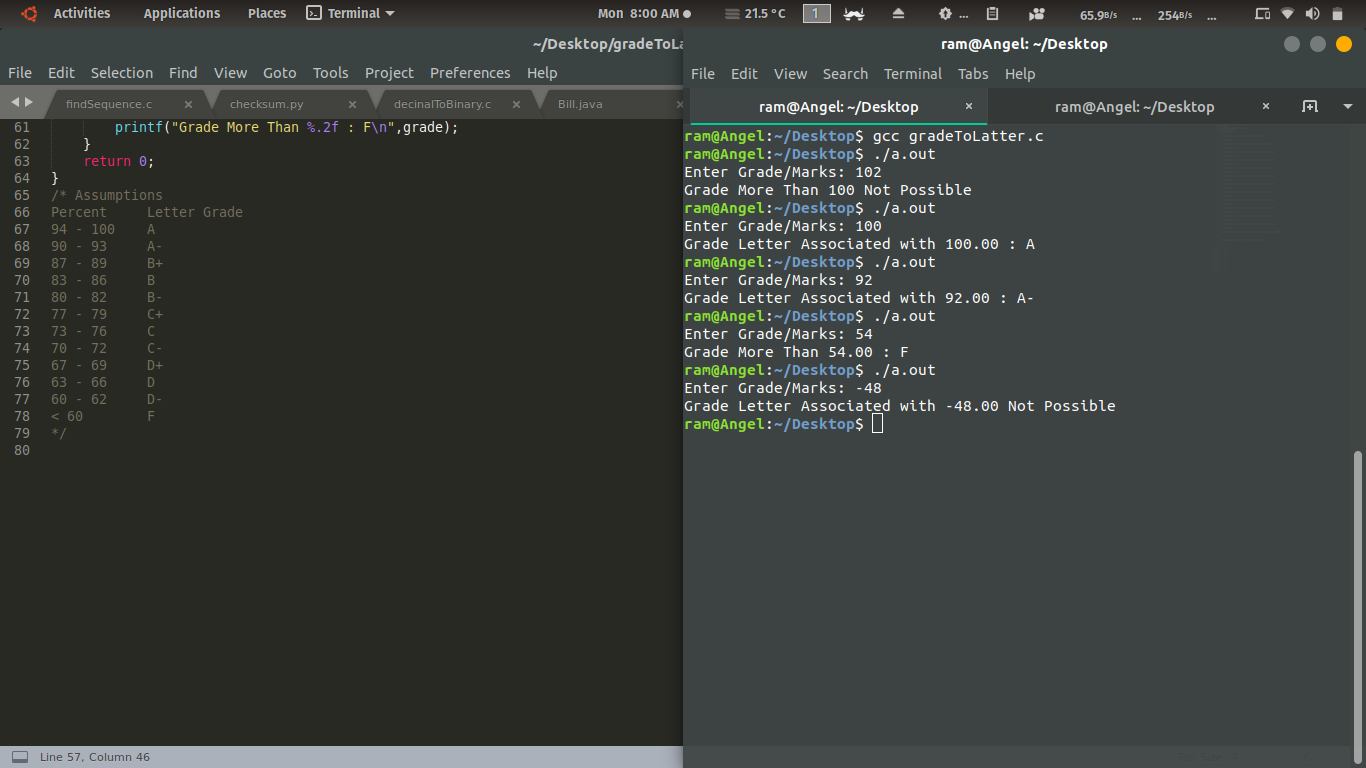 Activities Applications Places Terminal Mon 8:00 AM 21.5 °C 1 ... 65.9B/s ... 254B/s ...
~/Desktop/gradeToLa
File Edit Selection Find View Goto Tools Project Preferences Help
findSequence.c × checksum.py × decinalToBinary.c × Bill.java ×
61 printf("Grade More Than %.2f : F\n",grade);
62 }
63 return 0;
64 }
65 /* Assumptions
66 Percent Letter Grade
67 94 - 100 A
68 90 - 93 A-
69 87 - 89 B+
70 83 - 86 B
71 80 - 82 B-
72 77 - 79 C+
73 73 - 76 C
74 70 - 72 C-
75 67 - 69 D+
76 63 - 66 D
77 60 - 62 D-
78 < 60 F
79 */
80
Line 57, Column 46
ram@Angel: ~/Desktop
File Edit View Search Terminal Tabs Help
ram@Angel: ~/Desktop × ram@Angel: ~/Desktop ×
ram@Angel:~/Desktop$ gcc gradeToLatter.c
ram@Angel:~/Desktop$ ./a.out
Enter Grade/Marks: 102
Grade More Than 100 Not Possible
ram@Angel:~/Desktop$ ./a.out
Enter Grade/Marks: 100
Grade Letter Associated with 100.00 : A
ram@Angel:~/Desktop$ ./a.out
Enter Grade/Marks: 92
Grade Letter Associated with 92.00 : A-
ram@Angel:~/Desktop$ ./a.out
Enter Grade/Marks: 54
Grade More Than 54.00 : F
ram@Angel:~/Desktop$ ./a.out
Enter Grade/Marks: -48
Grade Letter Associated with -48.00 Not Possible
ram@Angel:~/Desktop$